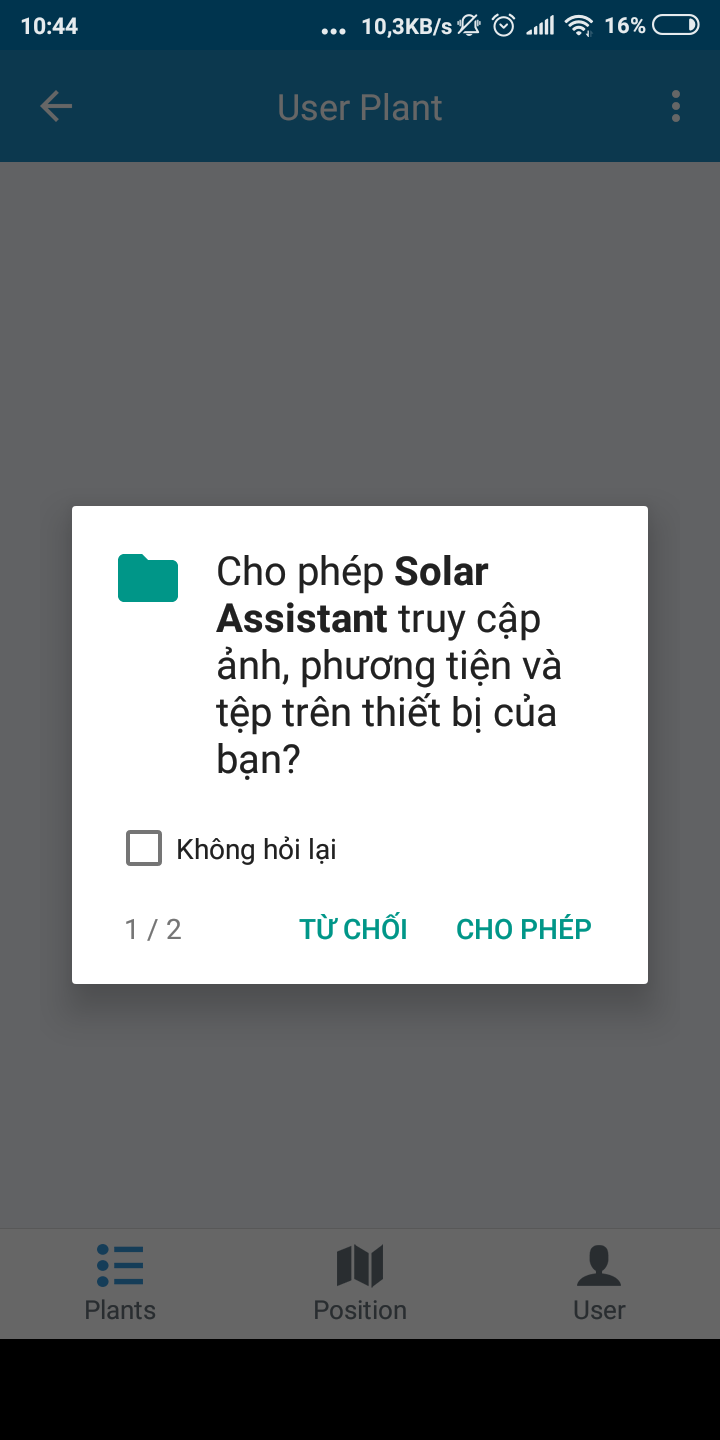 10:44 ... 10,3KB/s 16%
User Plant
Cho phép Solar
Assistant truy cập
ảnh, phương tiện và
tệp trên thiết bị của
bạn?
Không hỏi lại
1 / 2 TỪ CHỐI CHO PHÉP
Plants Position User